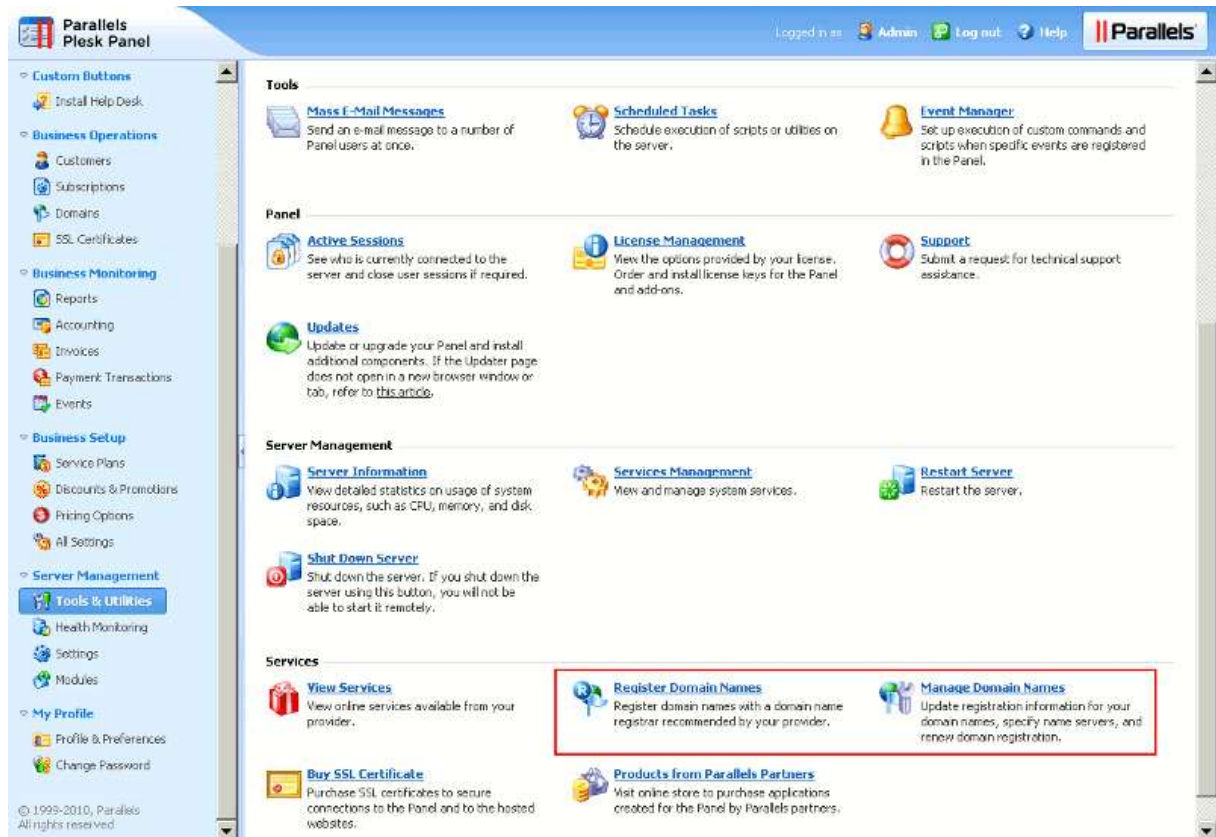 Parallels
Plesk Panel
Logged in as Admin Log out Help
Parallels
Custom Buttons
Install Help Desk
Business Operations
Customers
Subscriptions
Domains
SSL Certificates
Business Monitoring
Reports
Accounting
Invoices
Payment Transactions
Events
Business Setup
Service Plans
Discounts & Promotions
Pricing Options
All Settings
Server Management
Tools & Utilities
Health Monitoring
Settings
Modules
My Profile
Profile & Preferences
Change Password
© 1999-2010, Parallels
All rights reserved
Tools
Mass E-Mail Messages
Send an e-mail message to a number of
Panel users at once.
Scheduled Tasks
Schedule execution of scripts or utilities on
the server.
Event Manager
Set up execution of custom commands and
scripts when specific events are registered
in the Panel.
Panel
Active Sessions
See who is currently connected to the
server and close user sessions if required.
License Management
View the options provided by your license.
Order and install license keys for the Panel
and add-ons.
Support
Submit a request for technical support
assistance.
Updates
Update or upgrade your Panel and install
additional components. If the Updater page
does not open in a new browser window or
tab, refer to this article.
Server Management
Server Information
View detailed statistics on usage of system
resources, such as CPU, memory, and disk
space.
Services Management
View and manage system services.
Restart Server
Restart the server.
Shut Down Server
Shut down the server. If you shut down the
server using this button, you will not be
able to start it remotely.
Services
View Services
View online services available from your
provider.
Register Domain Names
Register domain names with a domain name
registrar recommended by your provider.
Manage Domain Names
Update registration information for your
domain names, specify name servers, and
renew domain registration.
Buy SSL Certificate
Purchase SSL certificates to secure
connections to the Panel and to the hosted
websites.
Products from Parallels Partners
Visit online store to purchase applications
created for the Panel by Parallels partners.